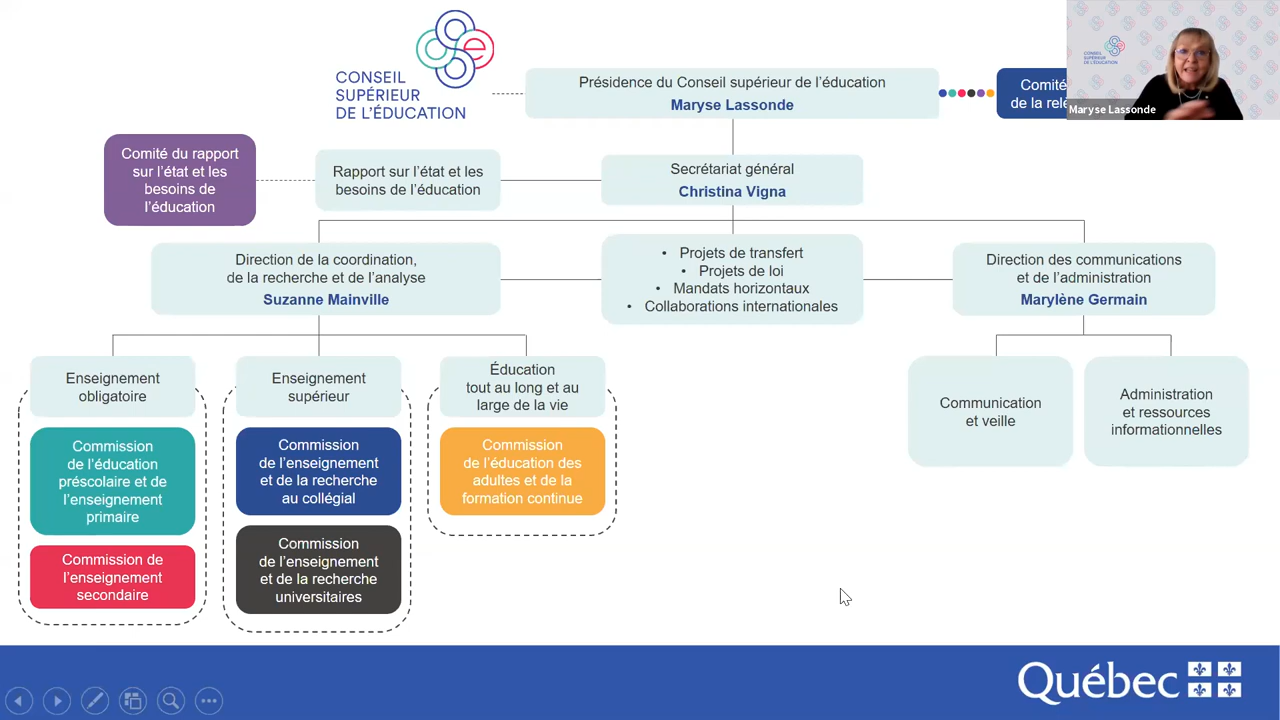 CONSEIL
SUPÉRIEUR
DE L'ÉDUCATION
Présidence du Conseil supérieur de l'éducation
Maryse Lassonde
Comité
de la
CONSEIL
SUPÉRIEUR
DE L'ÉDUCATION
Maryse Lassonde
Comité du rapport
sur l'état et les
besoins de
l'éducation
Rapport sur l'état et les
besoins de l'éducation
Secrétariat général
Christina Vigna
Direction de la coordination,
de la recherche et de l'analyse
Suzanne Mainville
• Projets de transfert
• Projets de loi
• Mandats horizontaux
• Collaborations internationales
Direction des communications
et de l'administration
Marylène Germain
Enseignement
obligatoire
Commission
de l'éducation
préscolaire et de
l'enseignement
primaire
Commission de
l'enseignement
secondaire
Enseignement
supérieur
Commission
de l'enseignement
et de la recherche
au collégial
Commission
de l'enseignement
et de la recherche
universitaires
Éducation
tout au long et au
large de la vie
Commission
de l'éducation des
adultes et de la
formation continue
Communication
et veille
Administration
et ressources
informationnelles
Québec